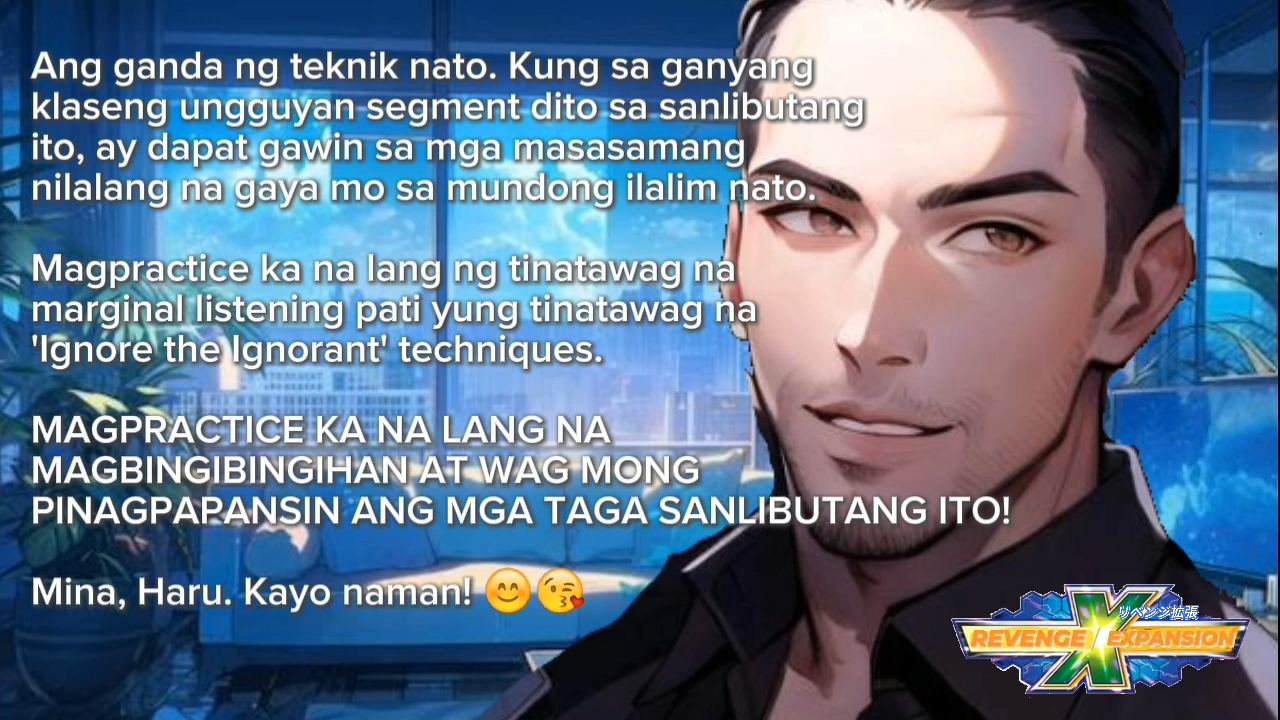 Ang ganda ng teknik nato. Kung sa ganyang
klaseng ungguyan segment dito sa sanlibutang
ito, ay dapat gawin sa mga masasamang
nilalang na gaya mo sa mundong ilalim nato.
Magpractice ka na lang ng tinatawag na
marginal listening pati yung tinatawag na
'Ignore the Ignorant' techniques.
MAGPRACTICE KA NA LANG NA
MAGBINGIBINGIHAN AT WAG MONG
PINAGPAPANSIN ANG MGA TAGA SANLIBUTANG ITO!
Mina, Haru. Kayo naman! 😊😘
リベンジ拡張
REVENGE X EXPANSION